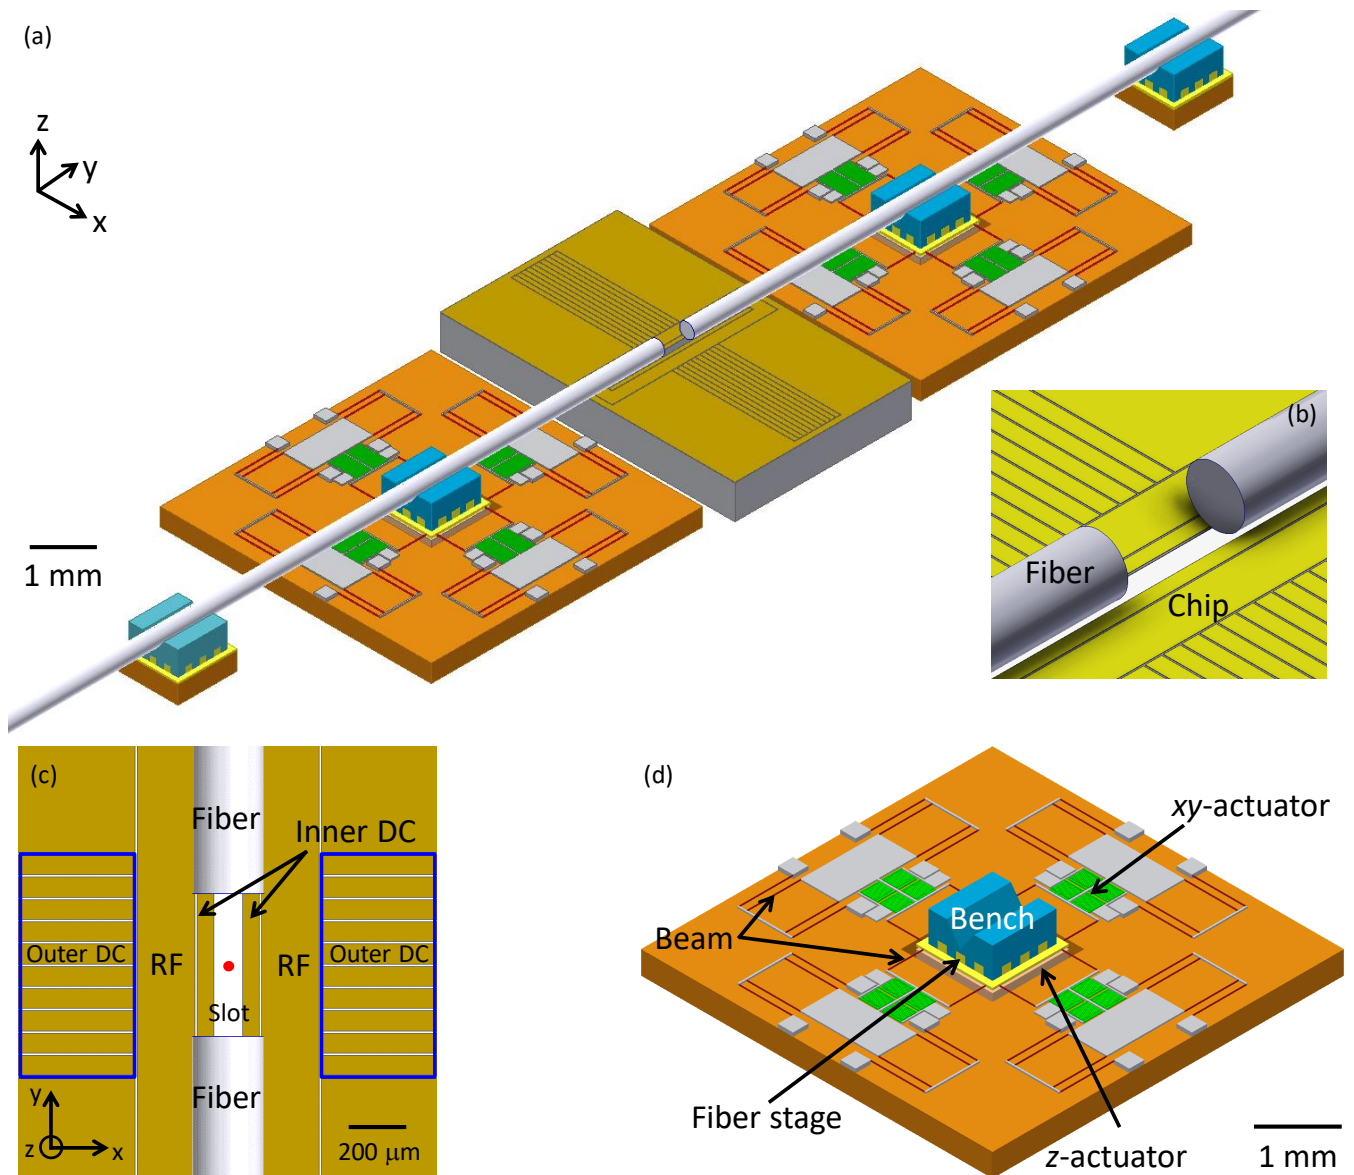 (a)
z
y
x
1 mm
(b)
Fiber
Chip
(c)
Fiber
Inner DC
Outer DC
RF
RF
Outer DC
Slot
Fiber
y
z
x
200 μm
(d)
xy-actuator
Bench
Beam
Fiber stage
z-actuator
1 mm